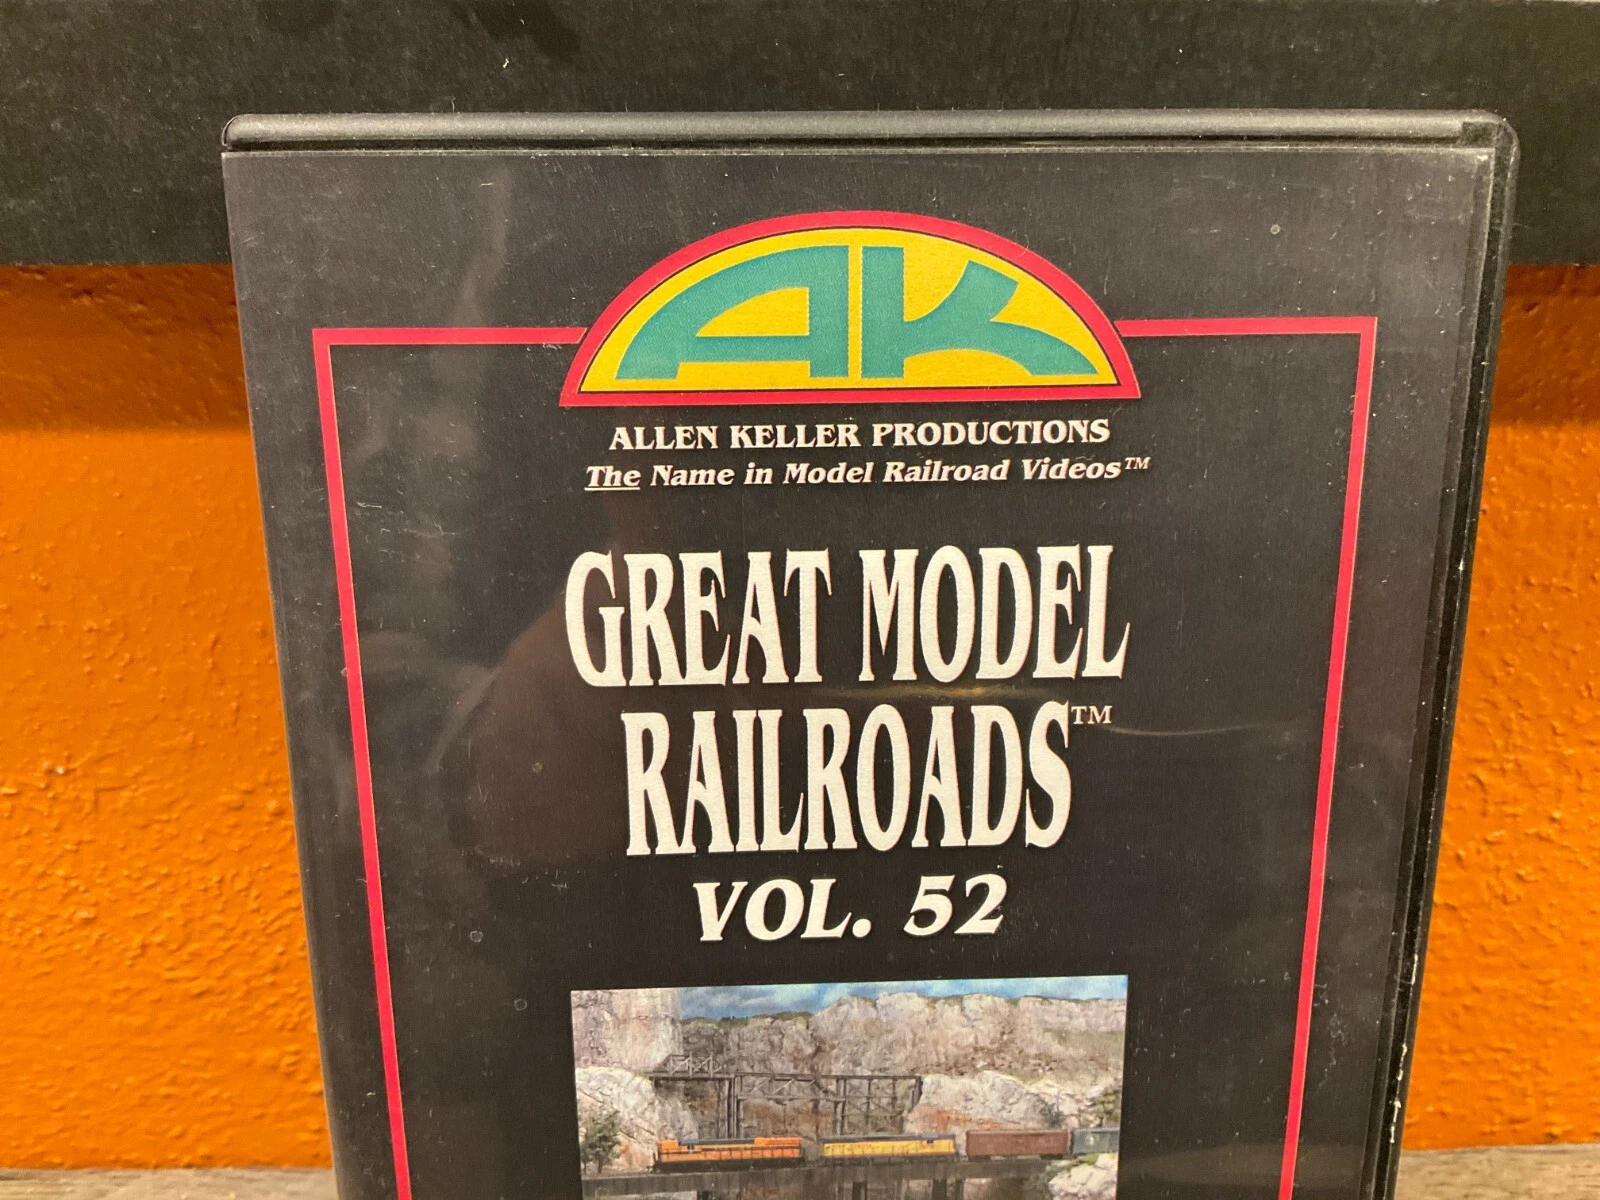 AK
ALLEN KELLER PRODUCTIONS
The Name in Model Railroad Videos™
GREAT MODEL
RAILROADS™
VOL. 52